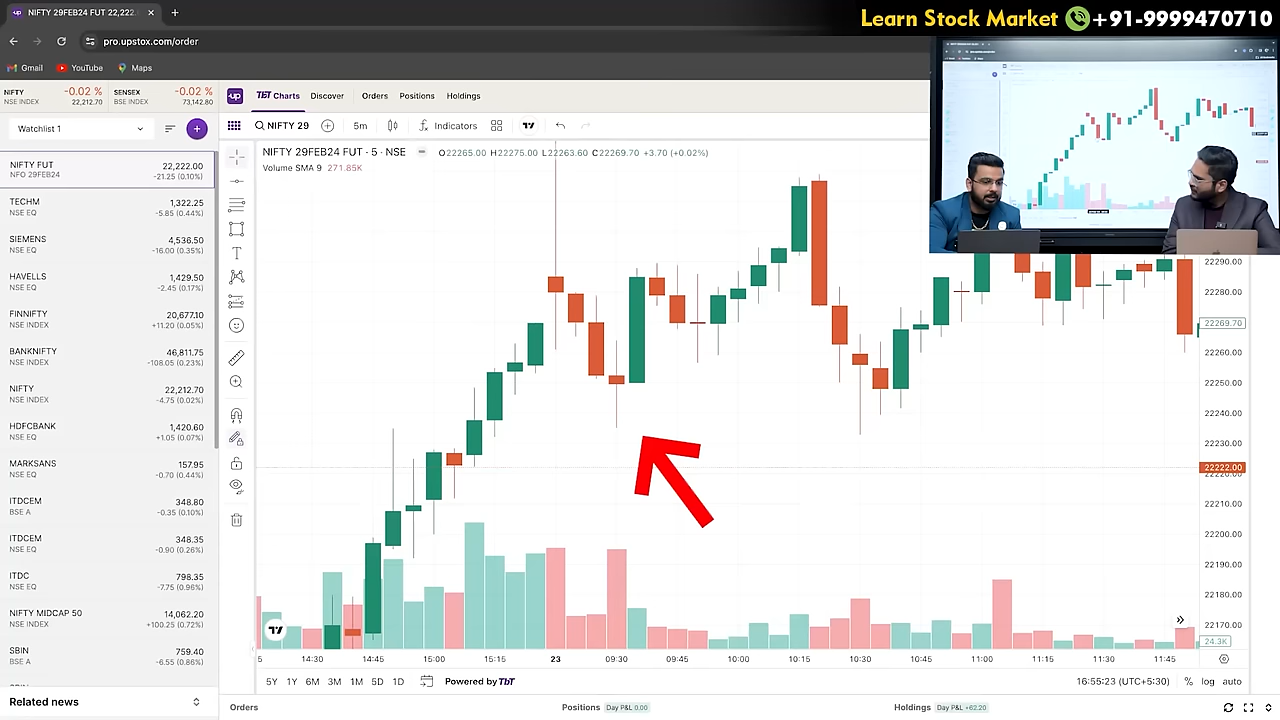 NIFTY 29FEB24 FUT 22,222.
Learn Stock Market +91-9999470710
pro.upstox.com/order
Gmail YouTube Maps
NIFTY -0.02 % SENSEX -0.02 %
NSE INDEX 22,212.70 BSE INDEX 73,142.80
up TBT Charts Discover Orders Positions Holdings
Watchlist 1
NIFTY 29 5m Indicators
NIFTY 29FEB24 FUT · 5 · NSE O22265.00 H22275.00 L22263.60 C22269.70 +3.70 (+0.02%)
Volume SMA 9 271.85K
NIFTY FUT 22,222.00
NFO 29FEB24 -21.25 (0.10%)
TECHM 1,322.25
NSE EQ -5.85 (0.44%)
SIEMENS 4,536.50
NSE EQ -16.00 (0.35%)
HAVELLS 1,429.50
NSE EQ -2.45 (0.17%)
FINNIFTY 20,677.10
NSE INDEX +11.20 (0.05%)
BANKNIFTY 46,811.75
NSE INDEX -108.05 (0.23%)
NIFTY 22,212.70
NSE INDEX -4.75 (0.02%)
HDFCBANK 1,420.60
NSE EQ +1.05 (0.07%)
MARKSANS 157.95
NSE EQ -0.70 (0.44%)
ITDCEM 348.80
BSE A -0.35 (0.10%)
ITDCEM 348.35
NSE EQ -0.90 (0.26%)
ITDC 798.35
NSE EQ -7.75 (0.96%)
NIFTY MIDCAP 50 14,062.20
NSE INDEX +100.25 (0.72%)
SBIN 759.40
BSE A -6.55 (0.86%)
22290.00
22280.00
22269.70
22260.00
22250.00
22240.00
22230.00
22222.00
22220.00
22210.00
22200.00
22190.00
22180.00
22170.00
24.3K
5 14:30 14:45 15:00 15:15 23 09:30 09:45 10:00 10:15 10:30 10:45 11:00 11:15 11:30 11:45
5Y 1Y 6M 3M 1M 5D 1D Powered by TBT 16:55:23 (UTC+5:30) % log auto
Related news Orders Positions Day P&L 0.00 Holdings Day P&L +62.20